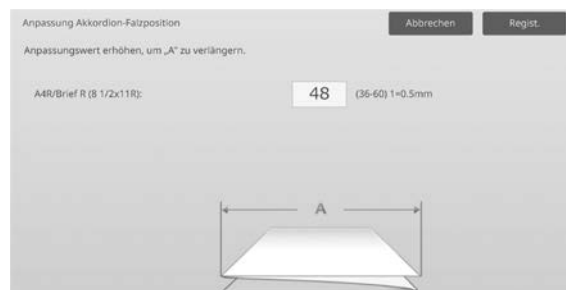 Anpassung Akkordion-Falzposition
Abbrechen
Regist.
Anpassungswert erhöhen, um „A" zu verlängern.
A4R/Brief R (8 1/2x11R):
48
(36-60) 1=0.5mm
A